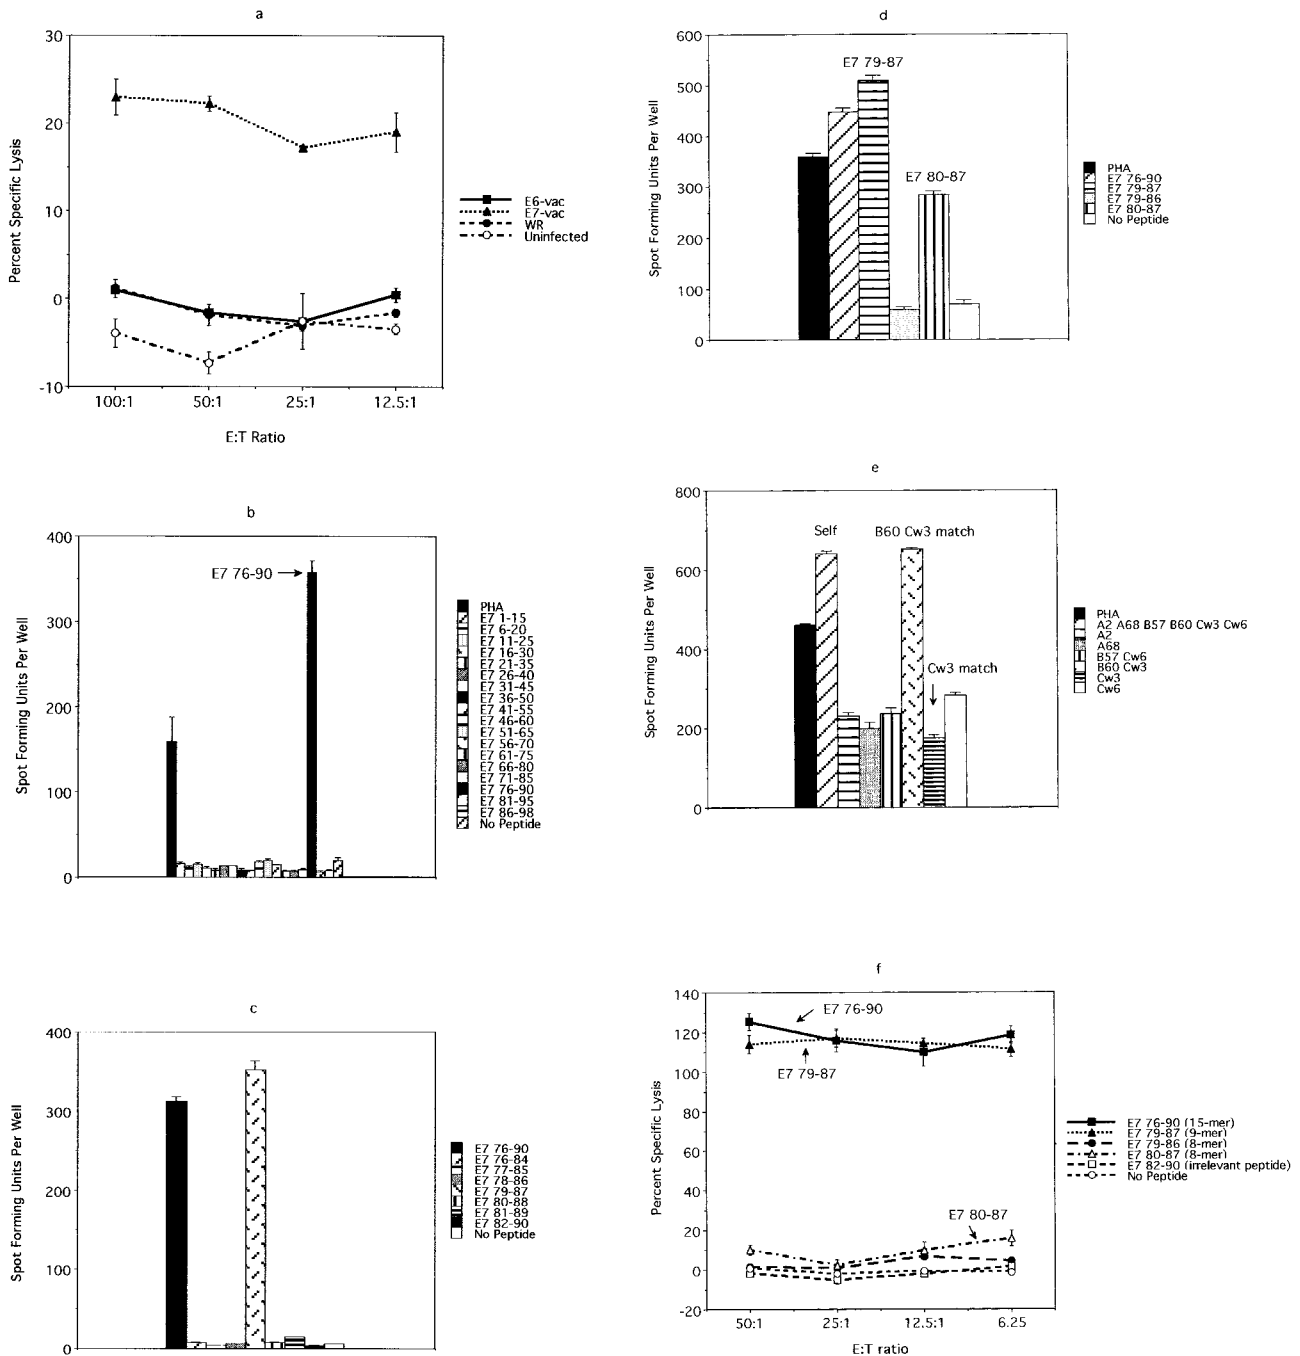 a
30
20
10
0
-10
Percent Specific Lysis
100:1
50:1
25:1
12.5:1
E:T Ratio
E6-vac
E7-vac
WR
Uninfected
b
400
300
200
100
0
Spot Forming Units Per Well
E7 76-90
PHA
E7 1-15
E7 6-20
E7 11-25
E7 16-30
E7 21-35
E7 26-40
E7 31-45
E7 36-50
E7 41-55
E7 46-60
E7 51-65
E7 56-70
E7 61-75
E7 66-80
E7 71-85
E7 76-90
E7 81-95
E7 86-98
No Peptide
c
400
300
200
100
0
Spot Forming Units Per Well
E7 76-90
E7 76-84
E7 77-85
E7 78-86
E7 79-87
E7 80-88
E7 81-89
E7 82-90
No Peptide
d
600
500
400
300
200
100
0
Spot Forming Units Per Well
E7 79-87
E7 80-87
PHA
E7 76-90
E7 79-87
E7 79-86
E7 80-87
No Peptide
e
800
600
400
200
0
Spot Forming Units Per Well
Self
B60 Cw3 match
Cw3 match
PHA
A2 A68 B57 B60 Cw3 Cw6
A2
A68
B57 Cw6
B60 Cw3
Cw3
Cw6
f
140
120
100
80
60
40
20
0
-20
Percent Specific Lysis
E7 76-90
E7 79-87
E7 80-87
50:1
25:1
12.5:1
6.25
E:T ratio
E7 76-90 (15-mer)
E7 79-87 (9-mer)
E7 79-86 (8-mer)
E7 80-87 (8-mer)
E7 82-90 (irrelevant peptide)
No Peptide